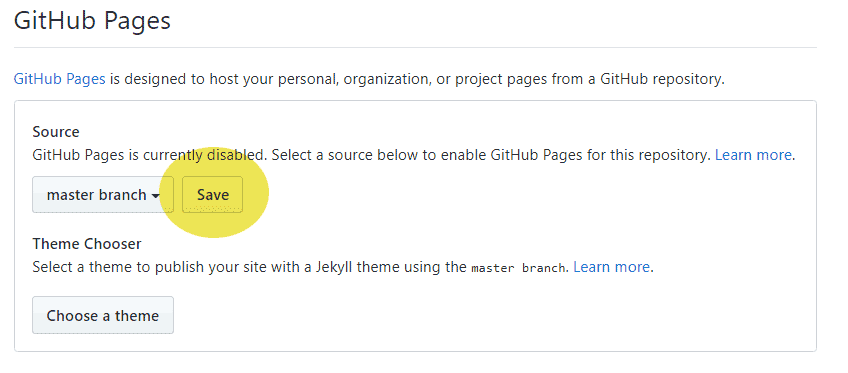 GitHub Pages
GitHub Pages is designed to host your personal, organization, or project pages from a GitHub repository.
Source
GitHub Pages is currently disabled. Select a source below to enable GitHub Pages for this repository. Learn more.
master branch Save
Theme Chooser
Select a theme to publish your site with a Jekyll theme using the master branch. Learn more.
Choose a theme